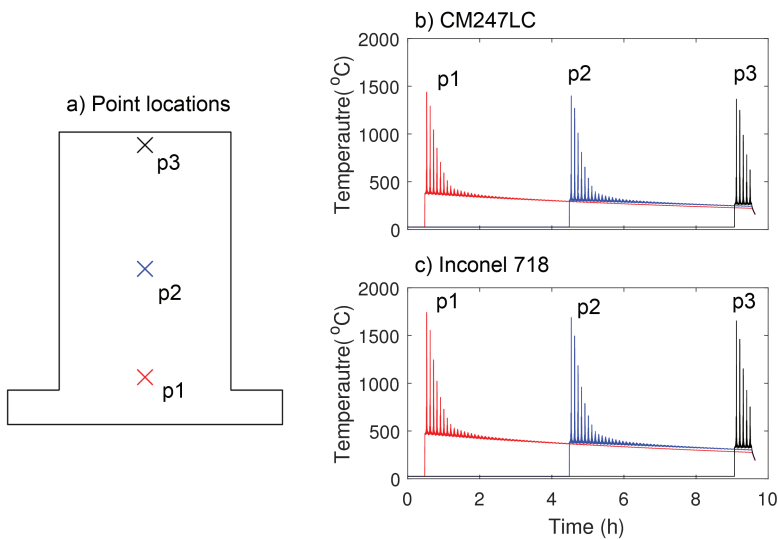 a) Point locations
p3
p2
p1
b) CM247LC
2000
1500
1000
500
0
Temperautre(°C)
p1
p2
p3
c) Inconel 718
2000
1500
1000
500
0
Temperautre(°C)
p1
p2
p3
0 2 4 6 8 10
Time (h)